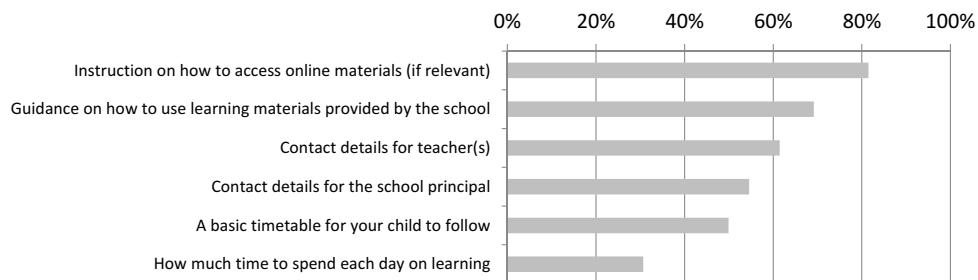 0% 20% 40% 60% 80% 100%
Instruction on how to access online materials (if relevant)
Guidance on how to use learning materials provided by the school
Contact details for teacher(s)
Contact details for the school principal
A basic timetable for your child to follow
How much time to spend each day on learning